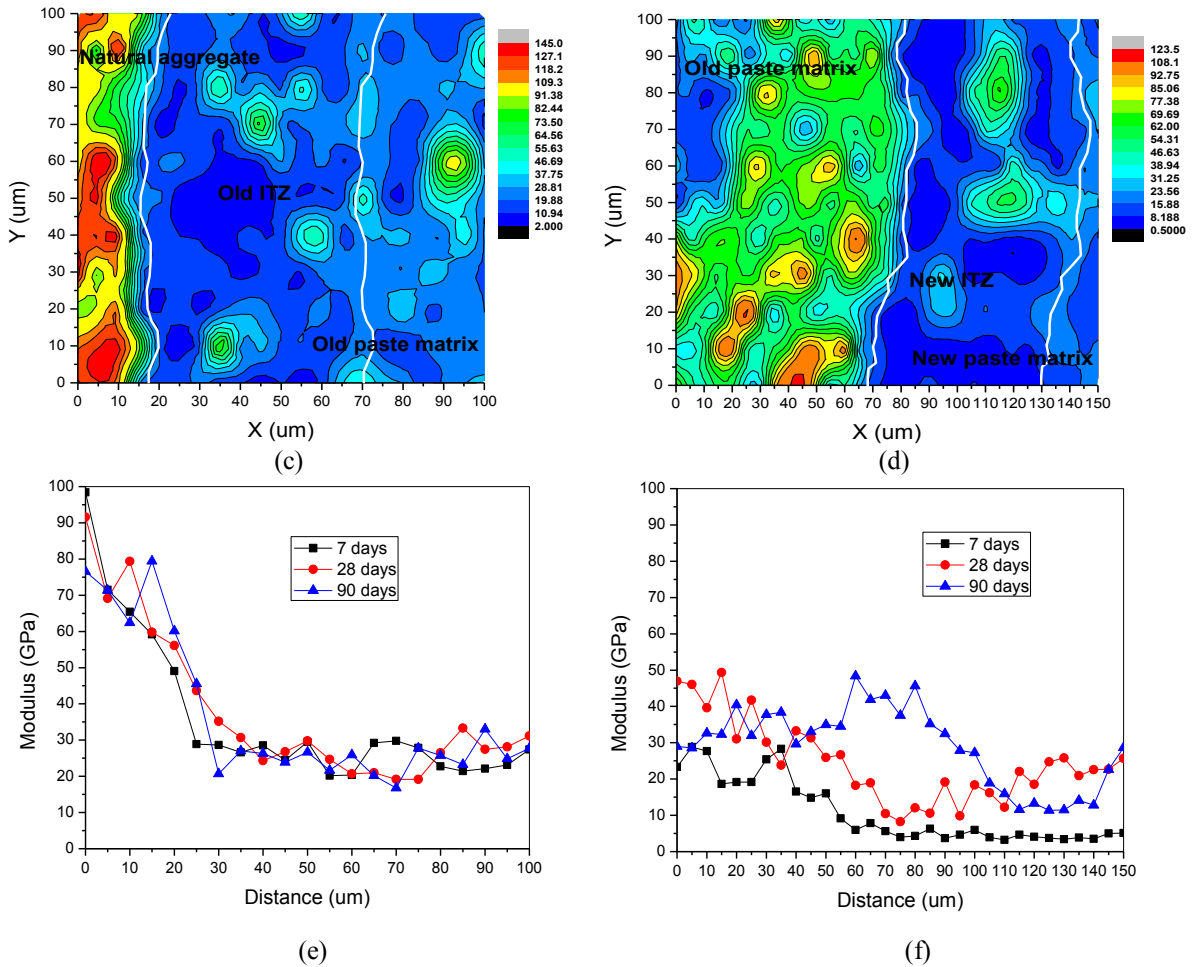 100
90
80
70
60
50
40
30
20
10
0
Y (um)
Natural aggregate
Old ITZ
Old paste matrix
0 10 20 30 40 50 60 70 80 90 100
X (um)
145.0
127.1
118.2
109.3
91.38
82.44
73.50
64.56
55.63
46.69
37.75
28.81
19.88
10.94
2.000
(c)
100
90
80
70
60
50
40
30
20
10
0
Y (um)
Old paste matrix
New ITZ
New paste matrix
0 10 20 30 40 50 60 70 80 90 100 110 120 130 140 150
X (um)
123.5
108.1
92.75
85.06
77.38
69.69
62.00
54.31
46.63
38.94
31.25
23.56
15.88
8.188
0.5000
(d)
100
90
80
70
60
50
40
30
20
10
0
Modulus (GPa)
7 days
28 days
90 days
0 10 20 30 40 50 60 70 80 90 100
Distance (um)
(e)
100
90
80
70
60
50
40
30
20
10
0
Modulus (GPa)
7 days
28 days
90 days
0 10 20 30 40 50 60 70 80 90 100 110 120 130 140 150
Distance (um)
(f)